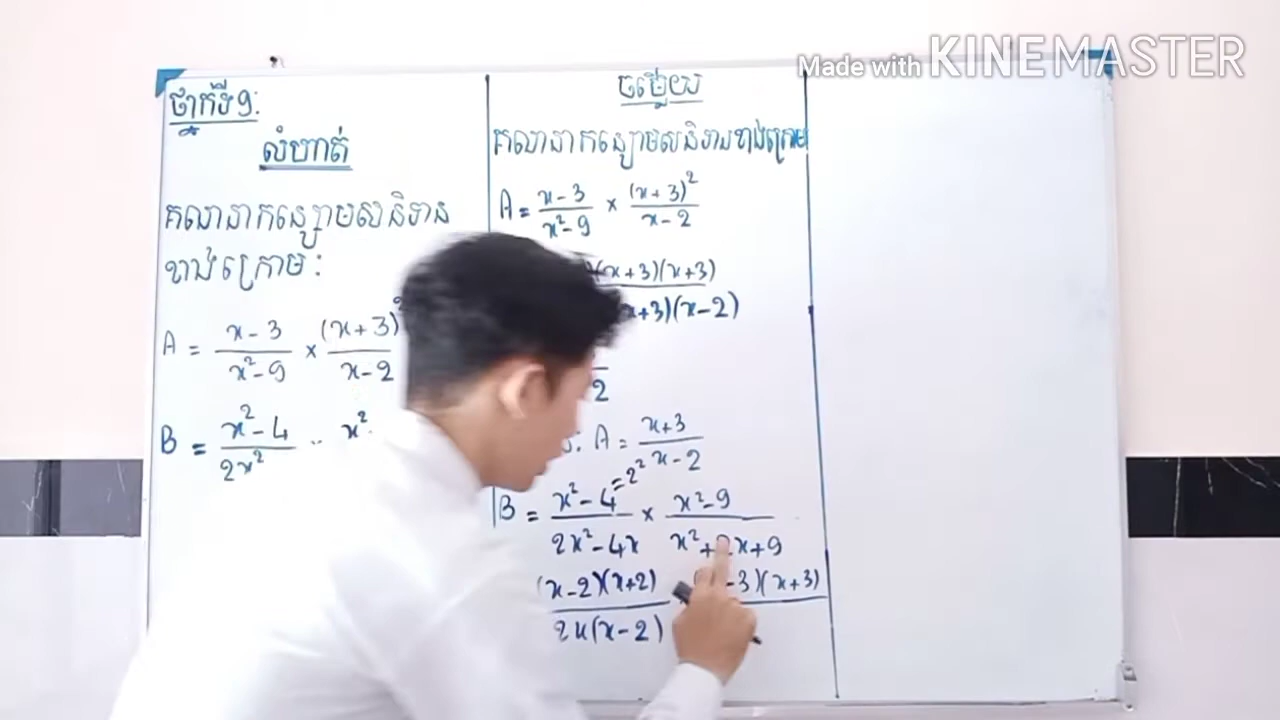 Made with KINEMASTER
ថ្នាក់ទី9:
លំហាត់
គណនាកន្សោមសនិទាន
ខាងក្រោម :
A = x-3/x²-9 × (x+3)²/x-2
B = x²-4/2x² x²
ចម្លើយ
គណនាកន្សោមសនិទានខាងក្រោម
A = x-3/x²-9 × (x+3)²/x-2
(x+3)(x+3)/x+3)(x-2)
2
: A = x+3/x-2
B = x²-4=2²/2x²-4x × x²-9/x²+2x+9
(x-2)(x+2)/2x(x-2) -3)(x+3)